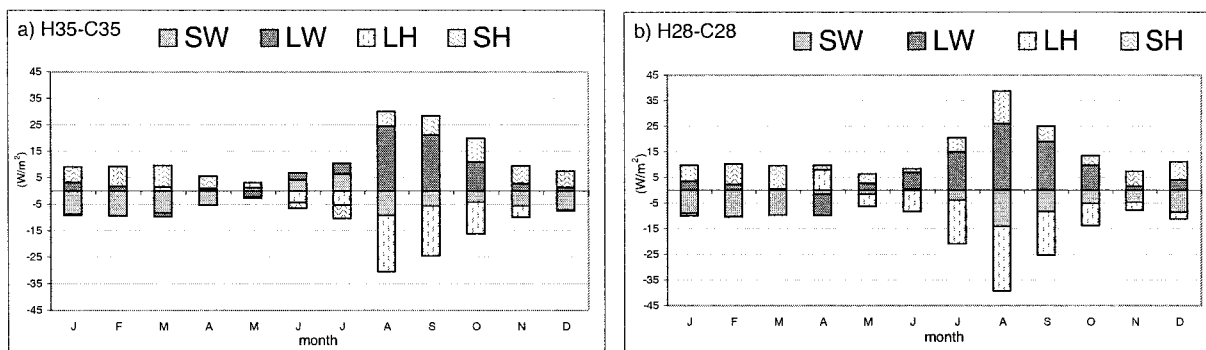 a) H35-C35 SW LW LH SH
45
35
25
15
5
-5
-15
-25
-35
-45
(W/m²)
J F M A M J J A S O N D
month
b) H28-C28 SW LW LH SH
45
35
25
15
5
-5
-15
-25
-35
-45
(W/m²)
J F M A M J J A S O N D
month